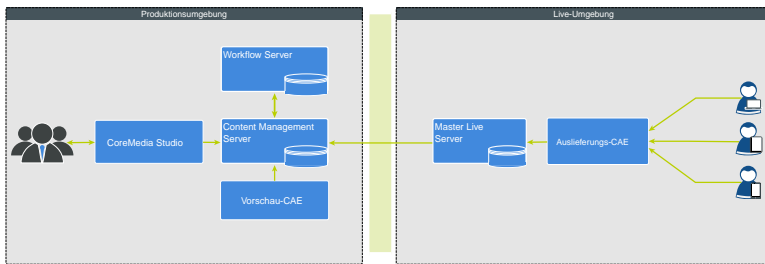 Produktionsumgebung
Live-Umgebung
Workflow Server
CoreMedia Studio
Content Management
Server
Master Live
Server
Auslieferungs-CAE
Vorschau-CAE